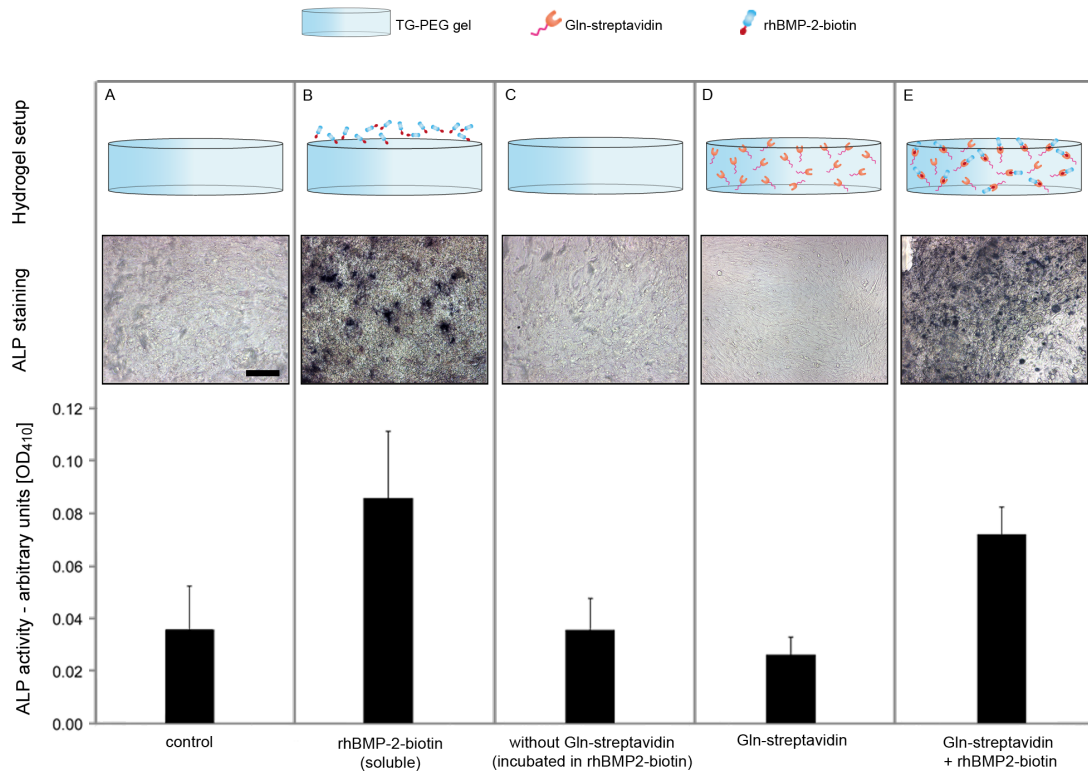 TG-PEG gel
Gln-streptavidin
rhBMP-2-biotin
Hydrogel setup
A
B
C
D
E
ALP staining
ALP activity - arbitrary units [OD410]
0.12
0.10
0.08
0.06
0.04
0.02
0.00
control
rhBMP-2-biotin
(soluble)
without Gln-streptavidin
(incubated in rhBMP2-biotin)
Gln-streptavidin
Gln-streptavidin
+ rhBMP2-biotin